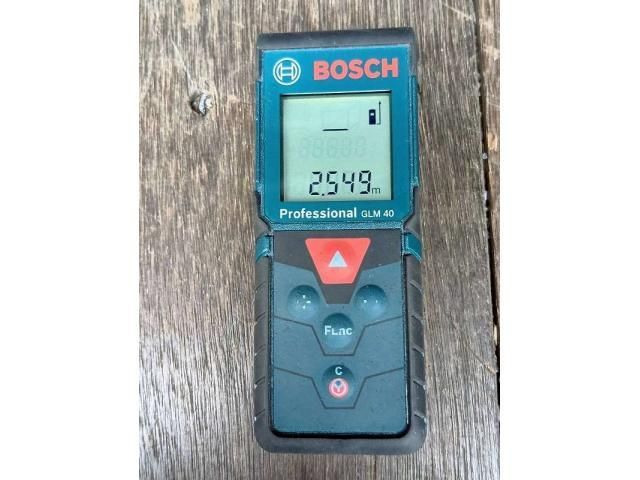 BOSCH
2.549m
Professional GLM 40
Func
C